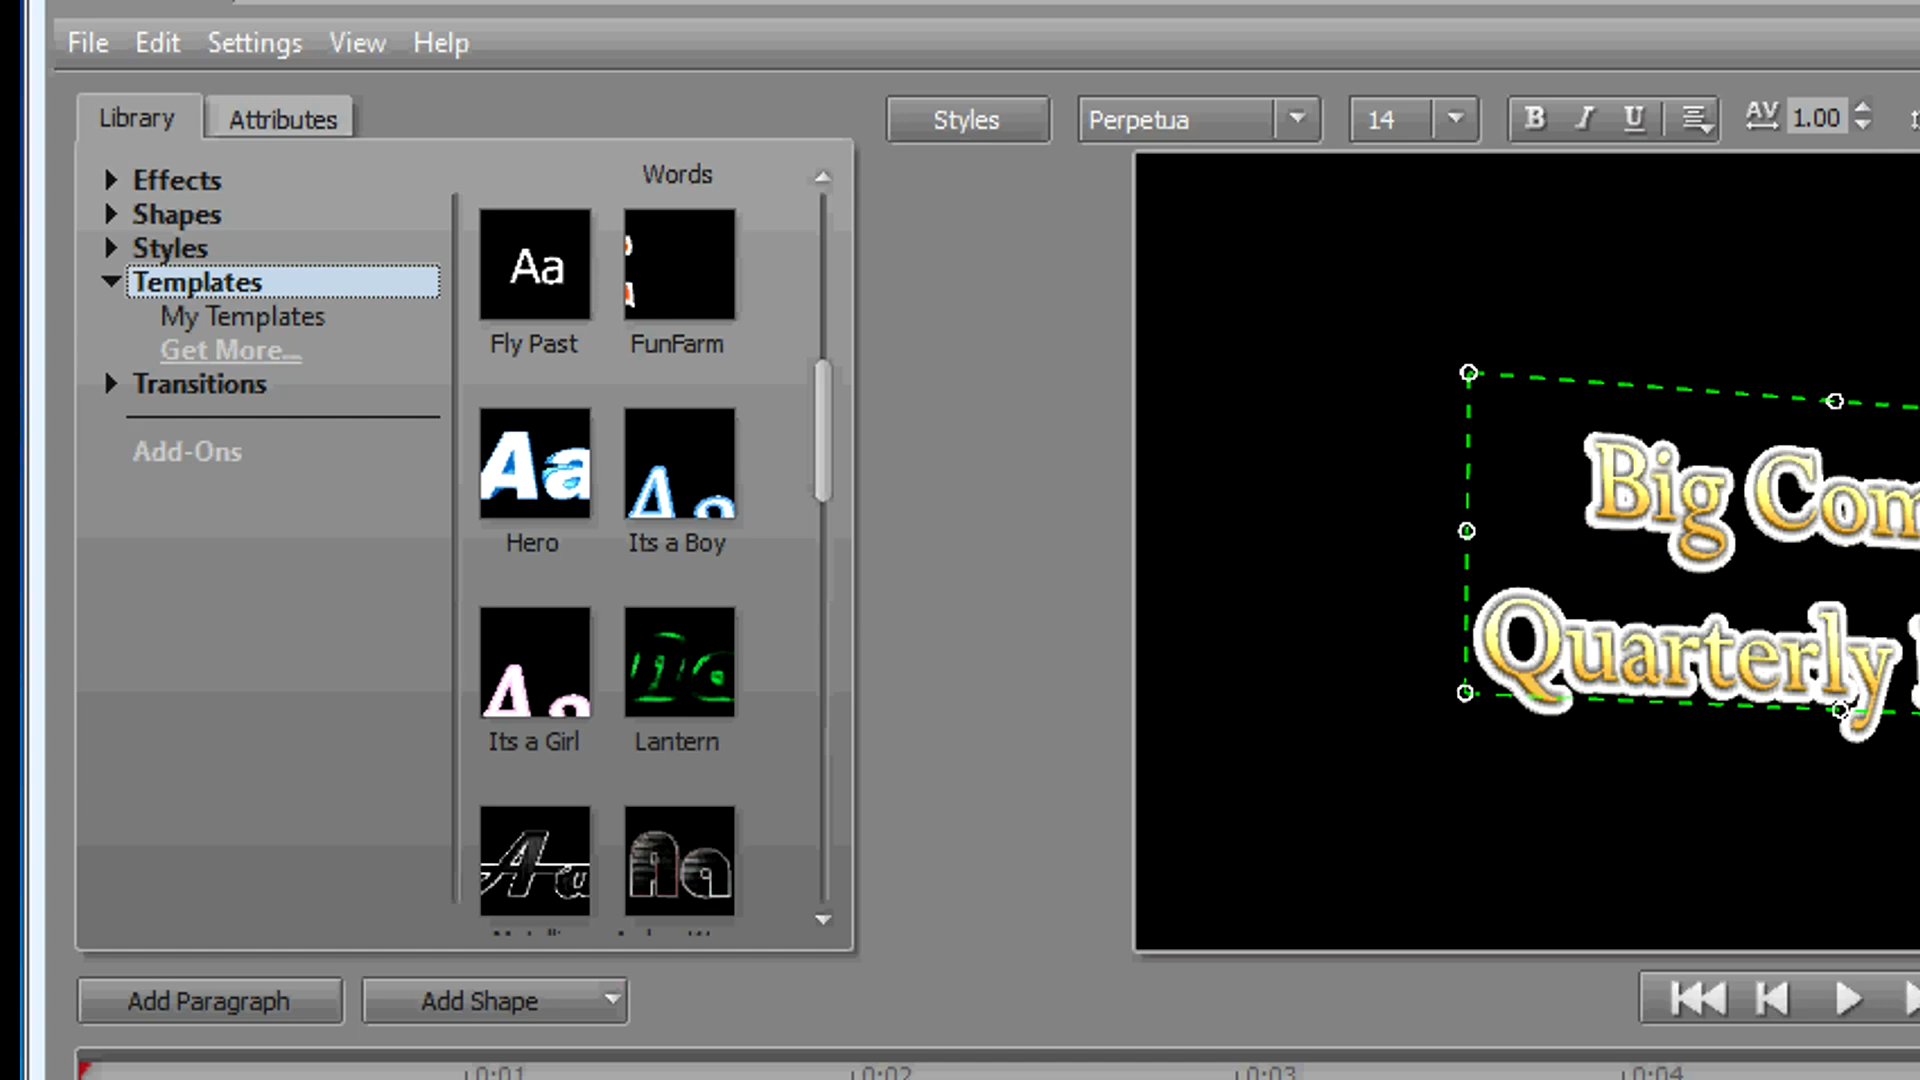 File Edit Settings View Help
Library Attributes
Styles Perpetua 14 B I U AV 1.00
Effects
Shapes
Styles
Templates
My Templates
Get More...
Transitions
Add-Ons
Words
Aa
Fly Past FunFarm
Aa
Hero Its a Boy
Its a Girl Lantern
Aa Aa
Big Com
Quarterly
Add Paragraph Add Shape
0:01 0:02 0:03 0:04